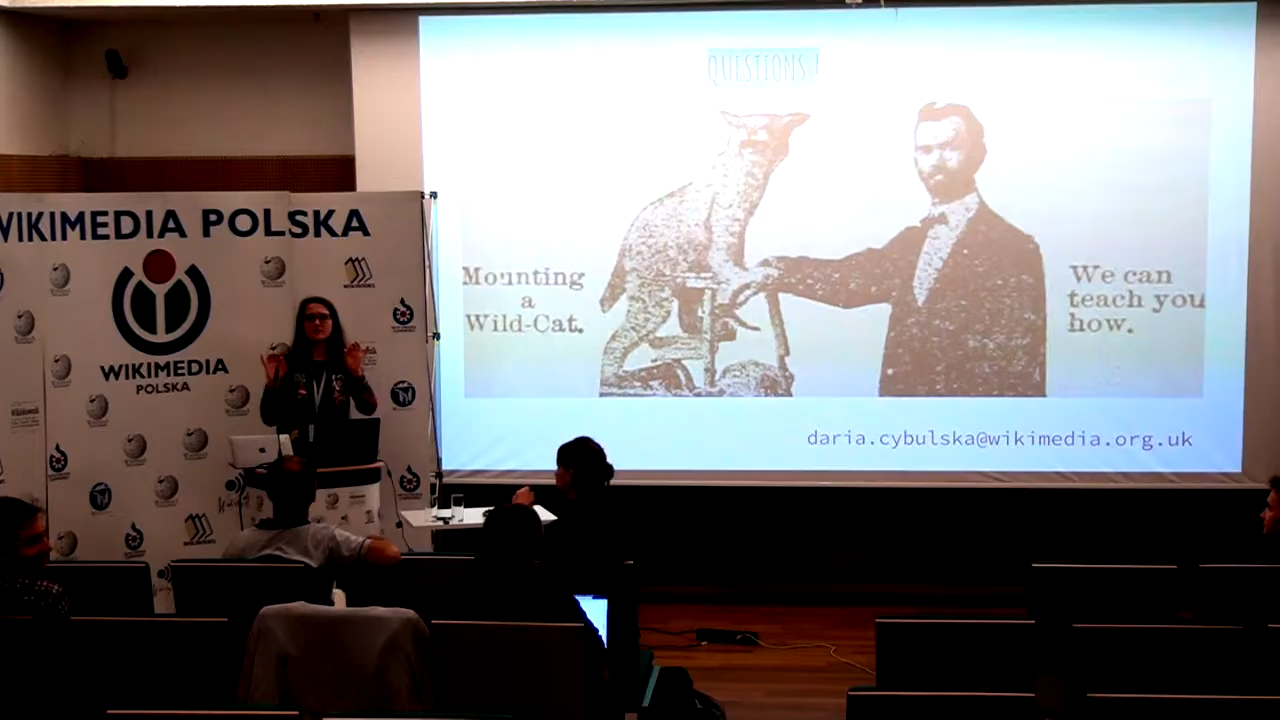 QUESTIONS !
Mounting
a
Wild-Cat.
We can
teach you
how.
daria.cybulska@wikimedia.org.uk
WIKIMEDIA POLSKA
WIKIMEDIA
POLSKA